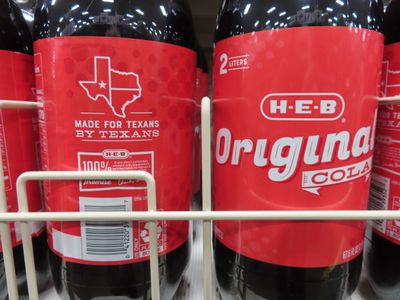 MADE FOR TEXANS
BY TEXANS
H-E-B
100%
2 LITERS
H-E-B
Original
COLA